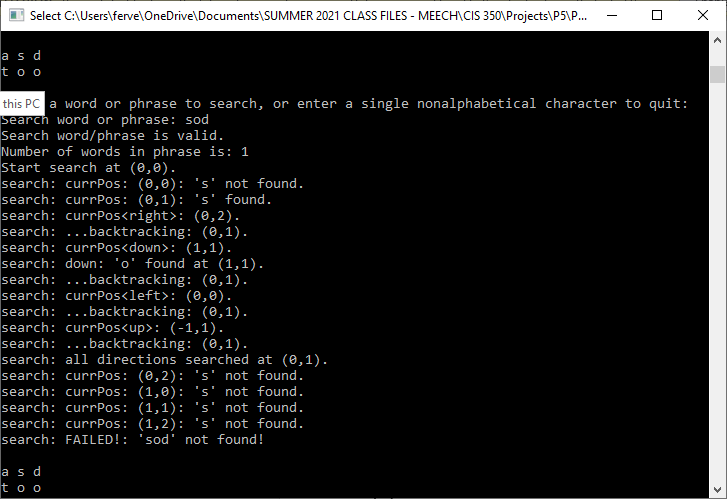 Select C:\Users\ferve\OneDrive\Documents\SUMMER 2021 CLASS FILES - MEECH\CIS 350\Projects\P5\P...
a s d
t o o
this PC a word or phrase to search, or enter a single nonalphabetical character to quit:
Search word or phrase: sod
Search word/phrase is valid.
Number of words in phrase is: 1
Start search at (0,0).
search: currPos: (0,0): 's' not found.
search: currPos: (0,1): 's' found.
search: currPos<right>: (0,2).
search: ...backtracking: (0,1).
search: currPos<down>: (1,1).
search: down: 'o' found at (1,1).
search: ...backtracking: (0,1).
search: currPos<left>: (0,0).
search: ...backtracking: (0,1).
search: currPos<up>: (-1,1).
search: ...backtracking: (0,1).
search: all directions searched at (0,1).
search: currPos: (0,2): 's' not found.
search: currPos: (1,0): 's' not found.
search: currPos: (1,1): 's' not found.
search: currPos: (1,2): 's' not found.
search: FAILED!: 'sod' not found!
a s d
t o o